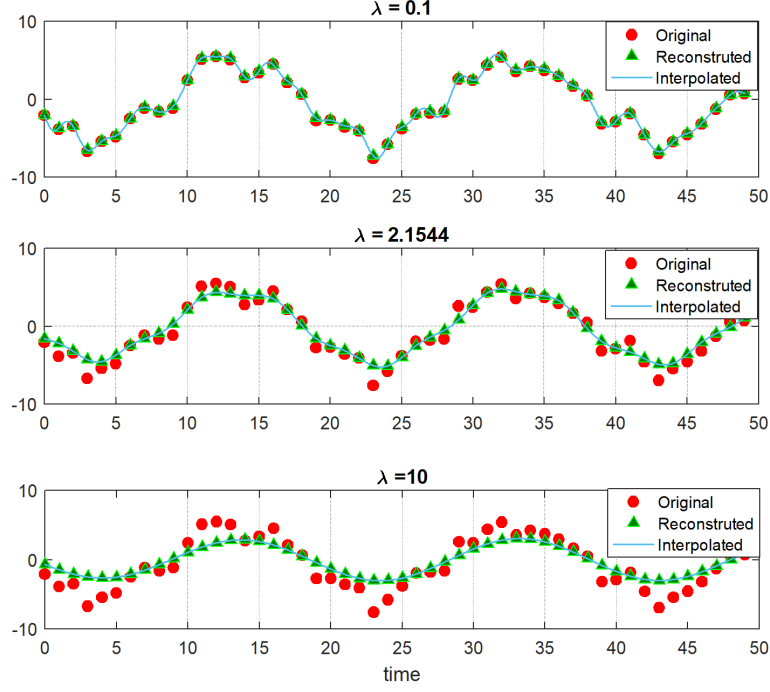 λ = 0.1
Original
Reconstruted
Interpolated
10
0
-10
0 5 10 15 20 25 30 35 40 45 50
λ = 2.1544
Original
Reconstruted
Interpolated
10
0
-10
0 5 10 15 20 25 30 35 40 45 50
λ =10
Original
Reconstruted
Interpolated
10
0
-10
0 5 10 15 20 25 30 35 40 45 50
time